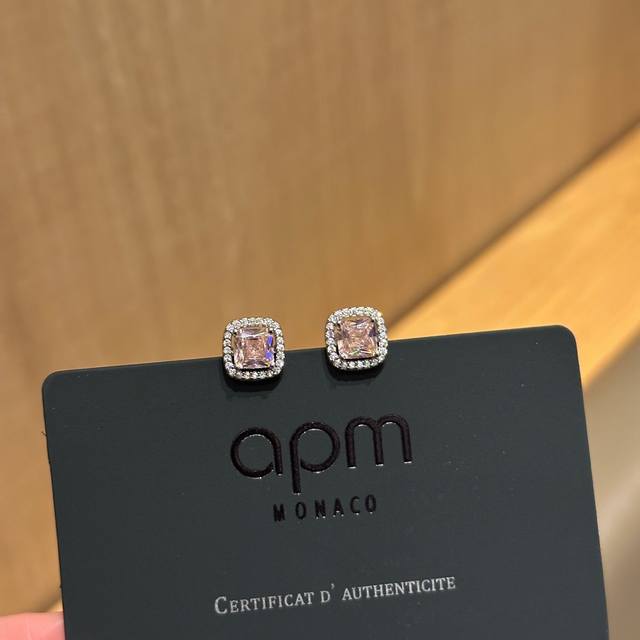 apm
MONACO
CERTIFICAT D' AUTHENTICITE